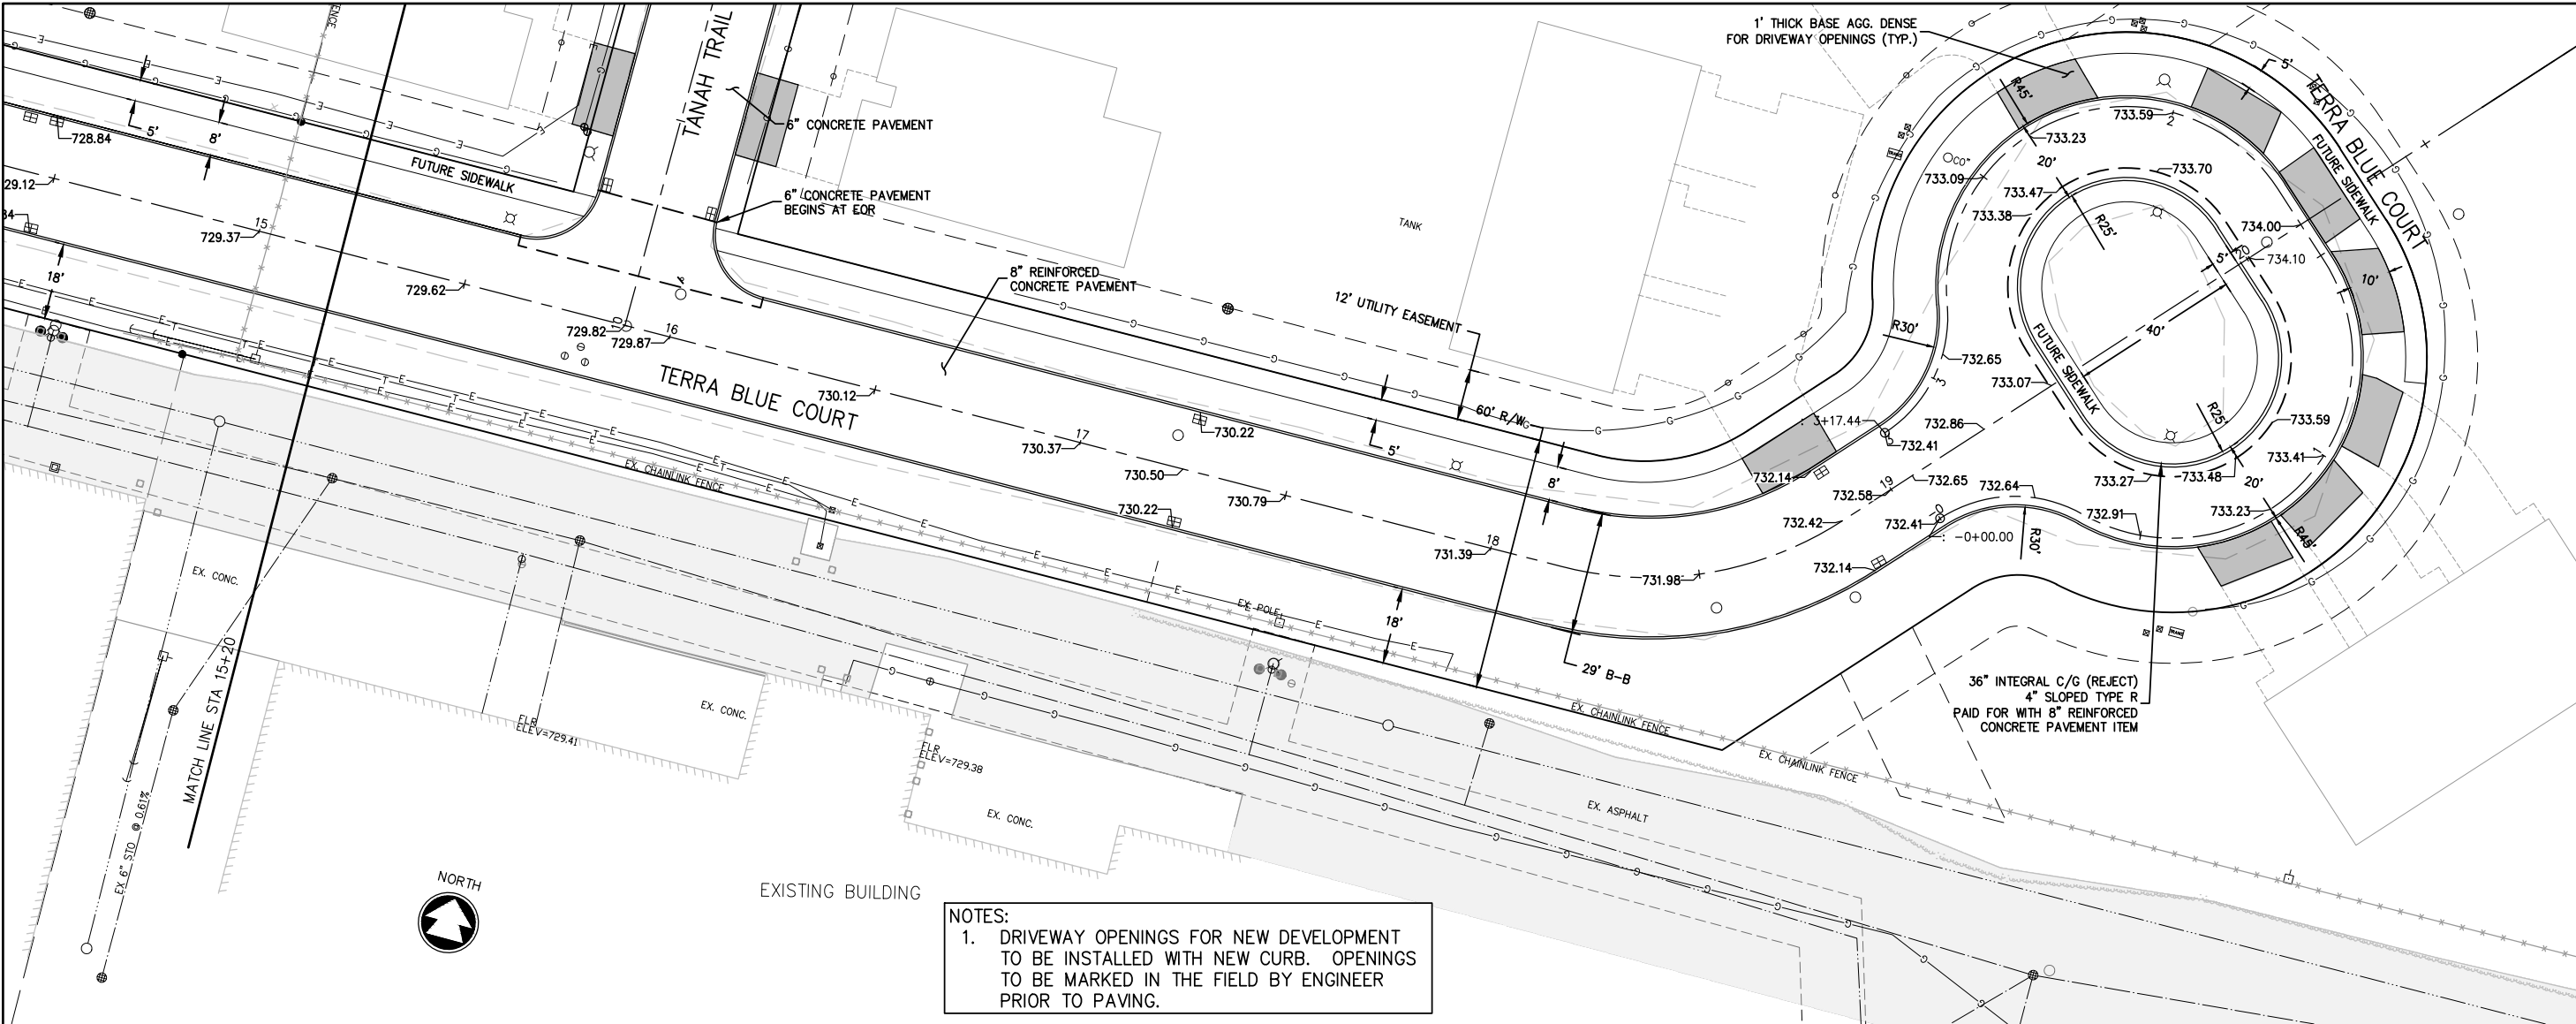 1' THICK BASE AGG. DENSE
FOR DRIVEWAY OPENINGS (TYP.)
TANAH TRAIL
6" CONCRETE PAVEMENT
6" CONCRETE PAVEMENT
BEGINS AT EOR
8" REINFORCED
CONCRETE PAVEMENT
FUTURE SIDEWALK
5'
8'
728.84
29.12
15
729.37
729.62
18'
729.82
10
729.87
16
TERRA BLUE COURT
730.12
730.37
17
730.50
730.22
730.79
730.22
731.39
18
731.98
TANK
12' UTILITY EASEMENT
60' R/W
5'
8'
18'
29' B-B
EX. CHAINLINK FENCE
EX. POLE
EX. CHAINLINK FENCE
EX. CHAINLINK FENCE
TERRA BLUE COURT
FUTURE SIDEWALK
5'
R45'
733.23
20'
733.59
2
733.09
733.47
733.38
733.70
R25'
734.00
734.10
5'
10'
40'
FUTURE SIDEWALK
R30'
732.65
3
733.07
3+17.44
732.41
732.86
732.14
732.58
19
732.65
732.64
732.42
732.41
0
-0+00.00
732.14
R30'
732.91
R25'
733.59
733.41
1
733.27
733.48
20'
733.23
R45'
36" INTEGRAL C/G (REJECT)
4" SLOPED TYPE R
PAID FOR WITH 8" REINFORCED
CONCRETE PAVEMENT ITEM
EX. CONC.
MATCH LINE STA 15+20
EX 6" STO @ 0.61%
FLR
ELEV=729.41
EX. CONC.
FLR
ELEV=729.38
EX. CONC.
EX. ASPHALT
NORTH
EXISTING BUILDING
NOTES:
1. DRIVEWAY OPENINGS FOR NEW DEVELOPMENT
TO BE INSTALLED WITH NEW CURB. OPENINGS
TO BE MARKED IN THE FIELD BY ENGINEER
PRIOR TO PAVING.